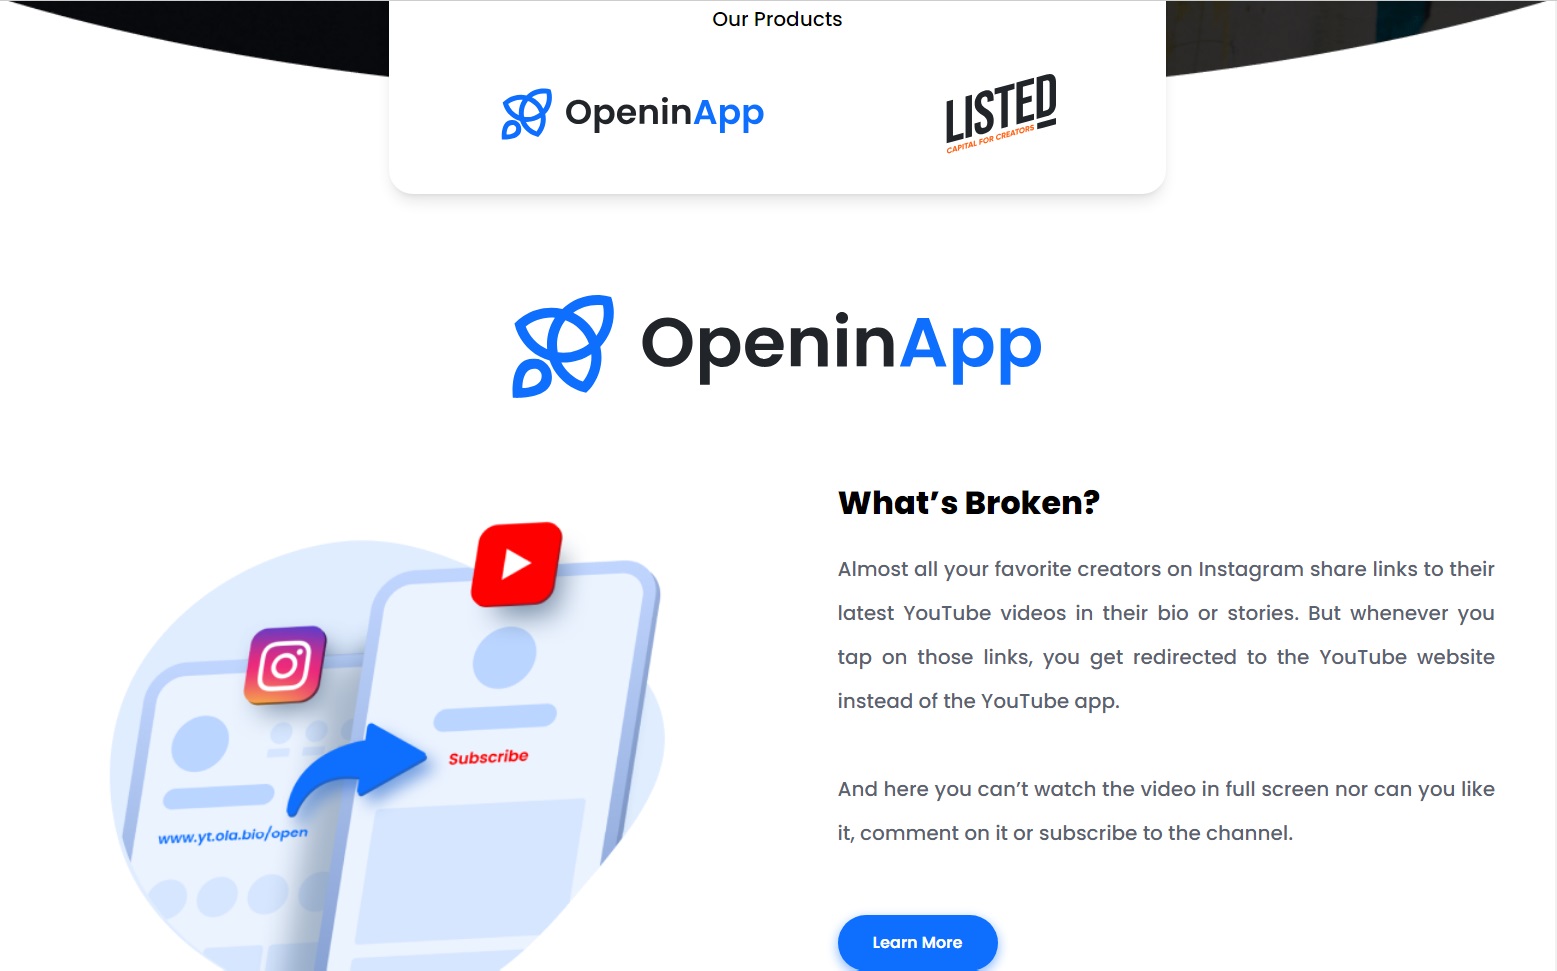 Our Products
OpeninApp
LISTED
CAPITAL FOR CREATORS
OpeninApp
What’s Broken?
Almost all your favorite creators on Instagram share links to their
latest YouTube videos in their bio or stories. But whenever you
tap on those links, you get redirected to the YouTube website
instead of the YouTube app.
And here you can’t watch the video in full screen nor can you like
it, comment on it or subscribe to the channel.
Learn More
Subscribe
www.yt.ola.bio/open